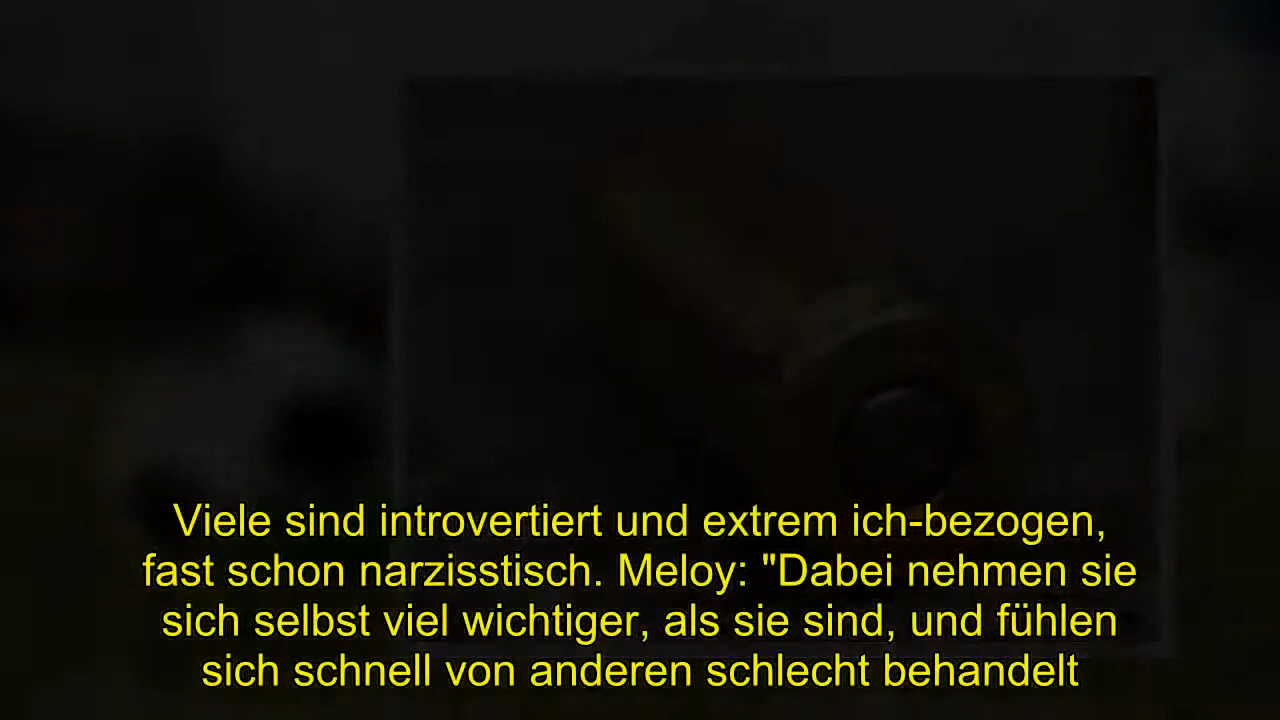 Viele sind introvertiert und extrem ich-bezogen,
fast schon narzisstisch. Meloy: "Dabei nehmen sie
sich selbst viel wichtiger, als sie sind, und fühlen
sich schnell von anderen schlecht behandelt